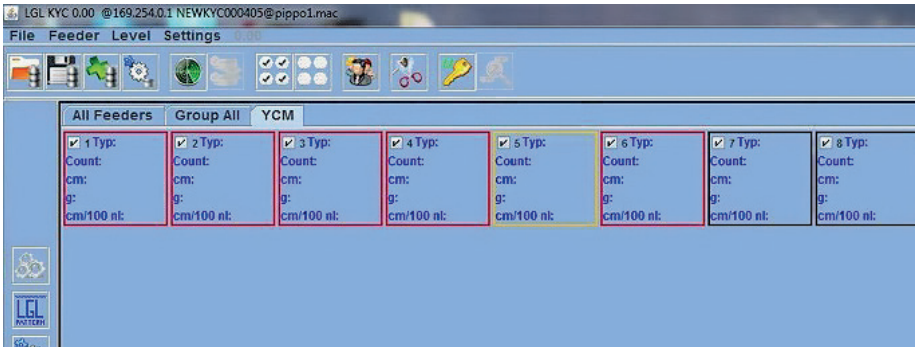 LGL KYC 0.00 @169.254.0.1 NEWKYC000405@pippo1.mac
File Feeder Level Settings 0.00
All Feeders Group All YCM
1 Typ: 2 Typ: 3 Typ: 4 Typ: 5 Typ: 6 Typ: 7 Typ: 8 Typ:
Count: Count: Count: Count: Count: Count: Count: Count:
cm: cm: cm: cm: cm: cm: cm: cm:
g: g: g: g: g: g: g: g:
cm/100 nl: cm/100 nl: cm/100 nl: cm/100 nl: cm/100 nl: cm/100 nl: cm/100 nl: cm/100 nl:
LGL
PATTERN